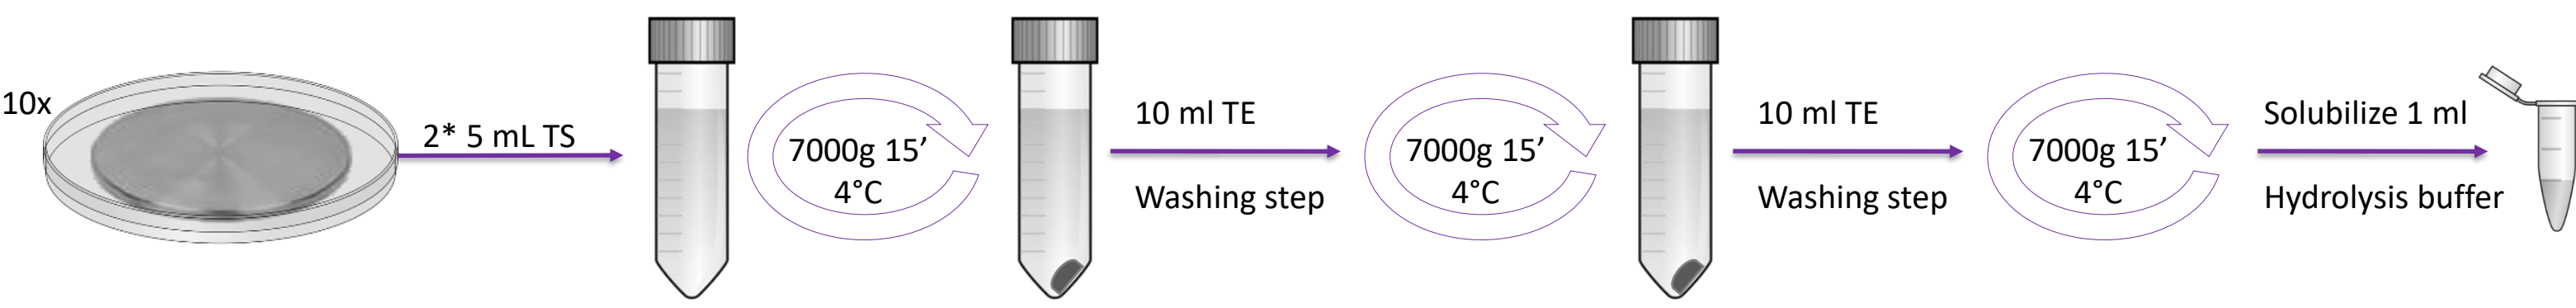 10x
2* 5 mL TS
7000g 15’
4°C
10 ml TE
Washing step
7000g 15’
4°C
10 ml TE
Washing step
7000g 15’
4°C
Solubilize 1 ml
Hydrolysis buffer